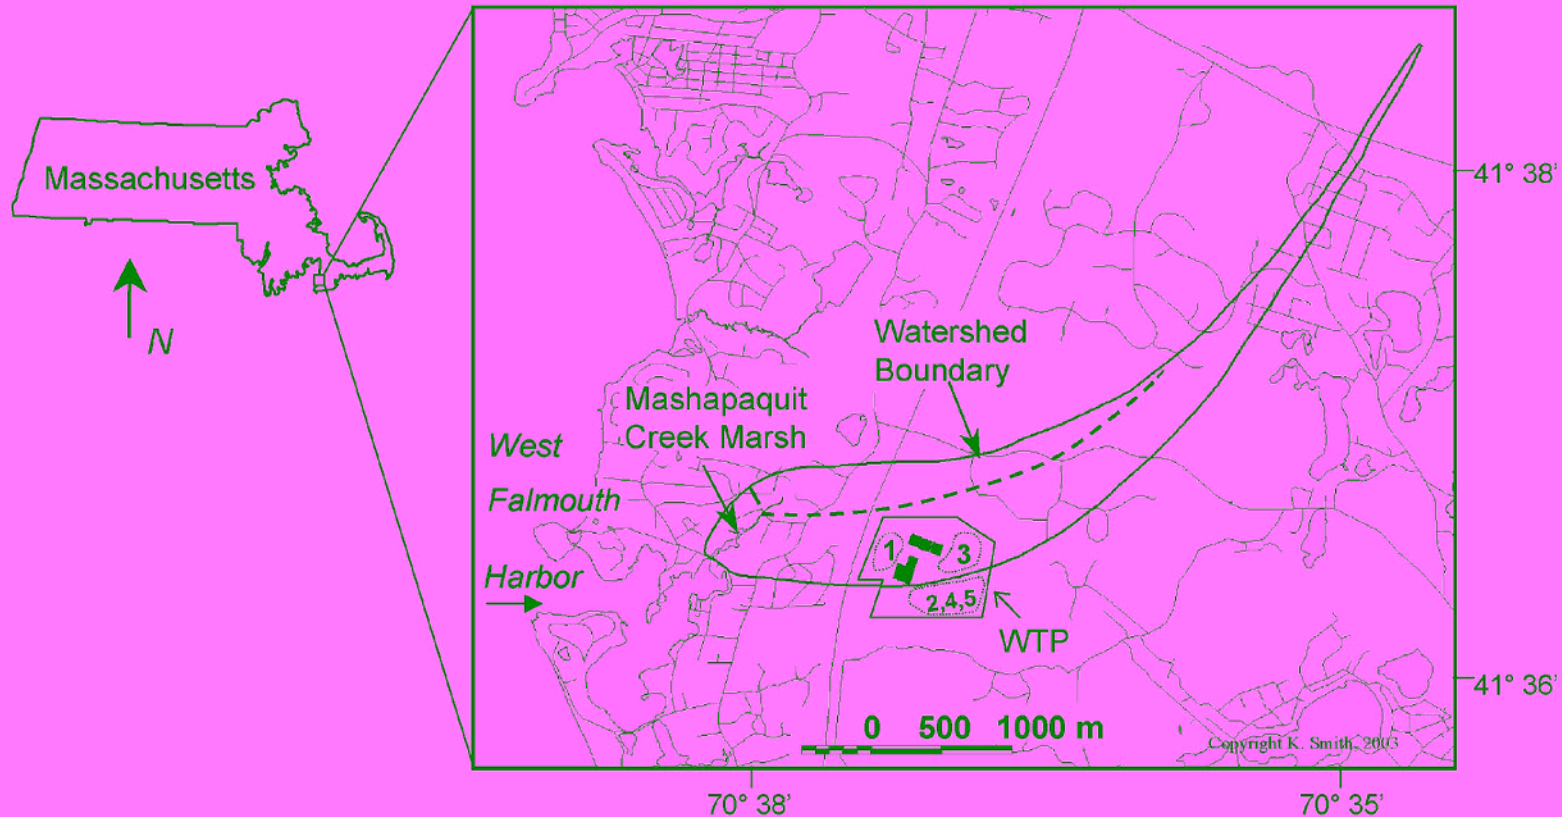 Massachusetts
N
41° 38'
Watershed
Boundary
Mashapaquit
Creek Marsh
West
Falmouth
Harbor
1
3
2,4,5
WTP
41° 36'
0 500 1000 m
Copyright K. Smith, 2003
70° 38'
70° 35'